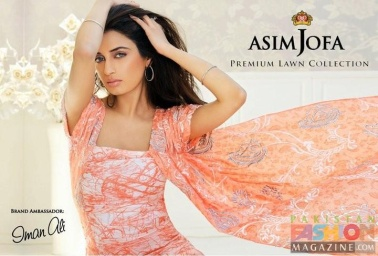 ASIM JOFA
PREMIUM LAWN COLLECTION
BRAND AMBASSADOR:
Iman Ali
PAKISTAN
FASHION
MAGAZINE.COM